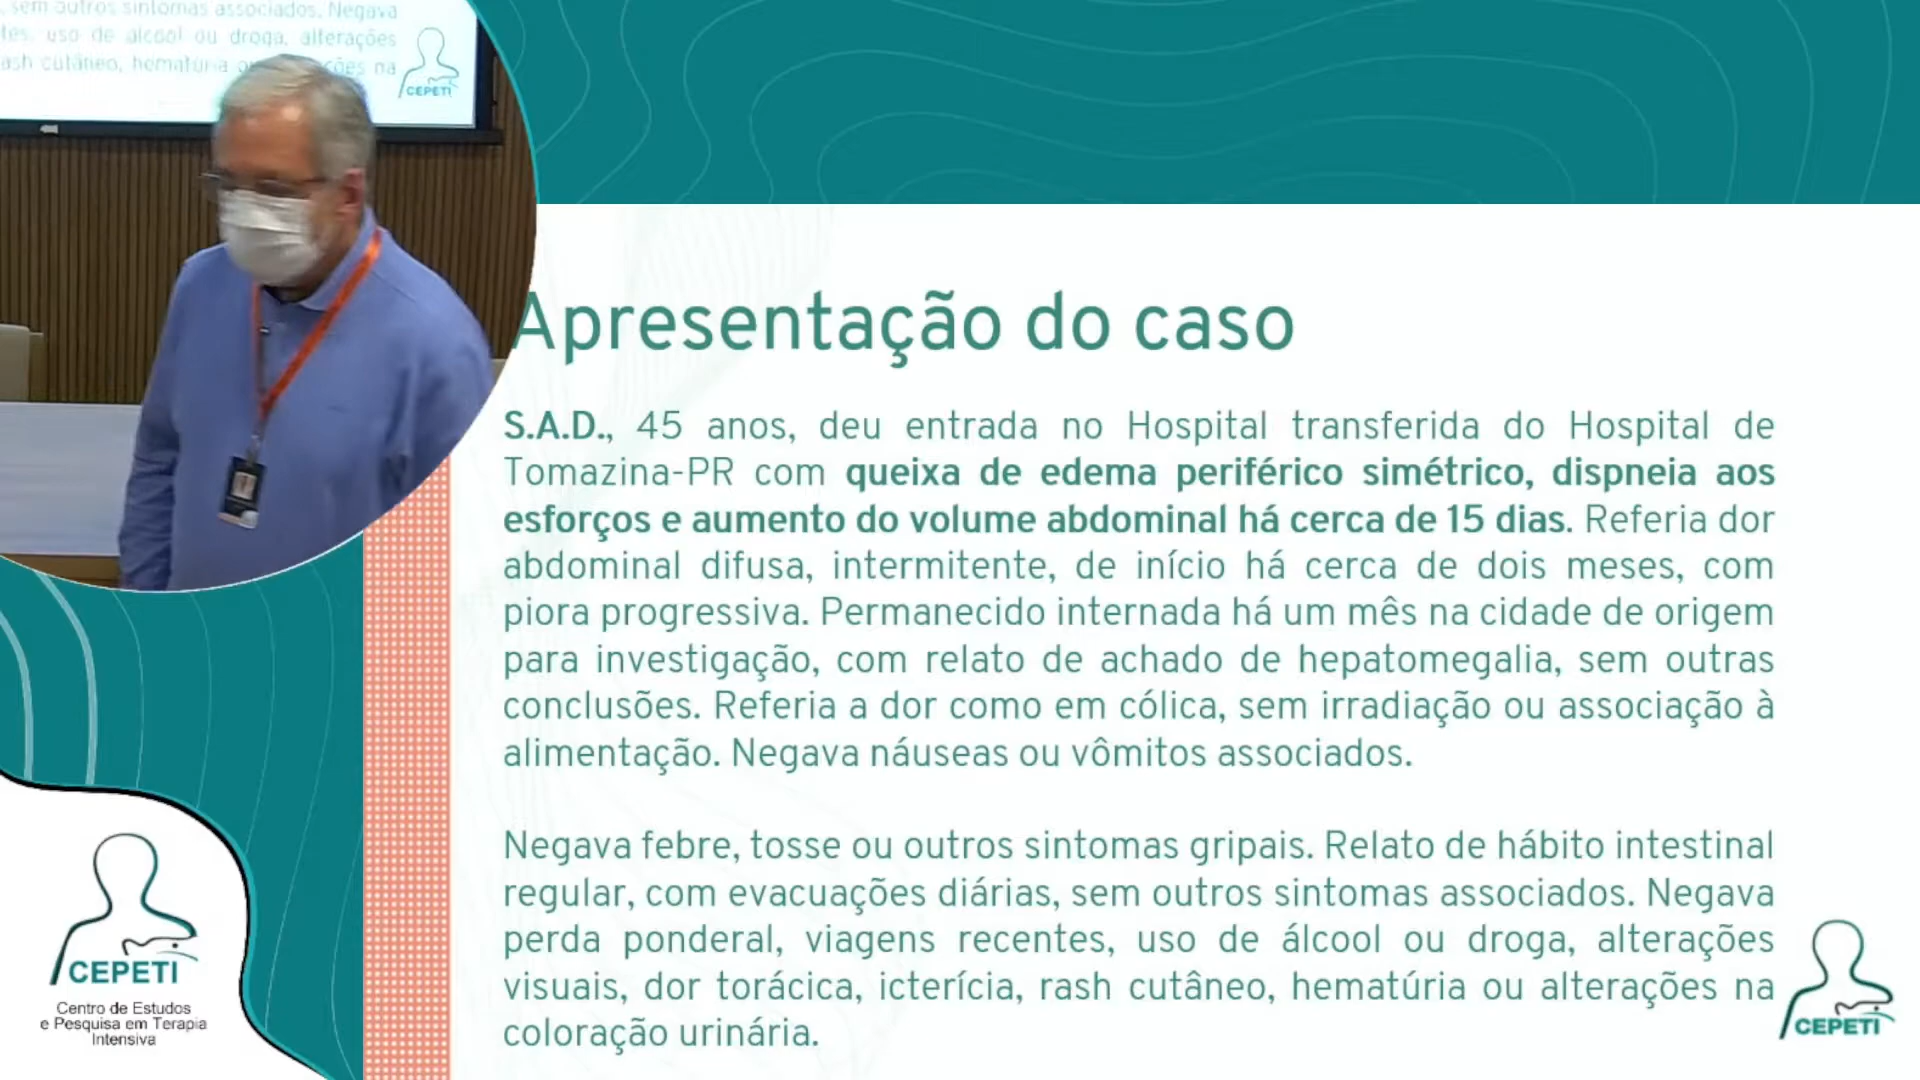 sem outros sintomas associados. Negava
uso de álcool ou droga, alterações
cutâneo, hematúria
na
CEPETI
Apresentação do caso
S.A.D., 45 anos, deu entrada no Hospital transferida do Hospital de
Tomazina-PR com queixa de edema periférico simétrico, dispneia aos
esforços e aumento do volume abdominal há cerca de 15 dias. Referia dor
abdominal difusa, intermitente, de início há cerca de dois meses, com
piora progressiva. Permanecido internada há um mês na cidade de origem
para investigação, com relato de achado de hepatomegalia, sem outras
conclusões. Referia a dor como em cólica, sem irradiação ou associação à
alimentação. Negava náuseas ou vômitos associados.
Negava febre, tosse ou outros sintomas gripais. Relato de hábito intestinal
regular, com evacuações diárias, sem outros sintomas associados. Negava
perda ponderal, viagens recentes, uso de álcool ou droga, alterações
visuais, dor torácica, icterícia, rash cutâneo, hematúria ou alterações na
coloração urinária.
CEPETI
Centro de Estudos
e Pesquisa em Terapia
Intensiva
CEPETI